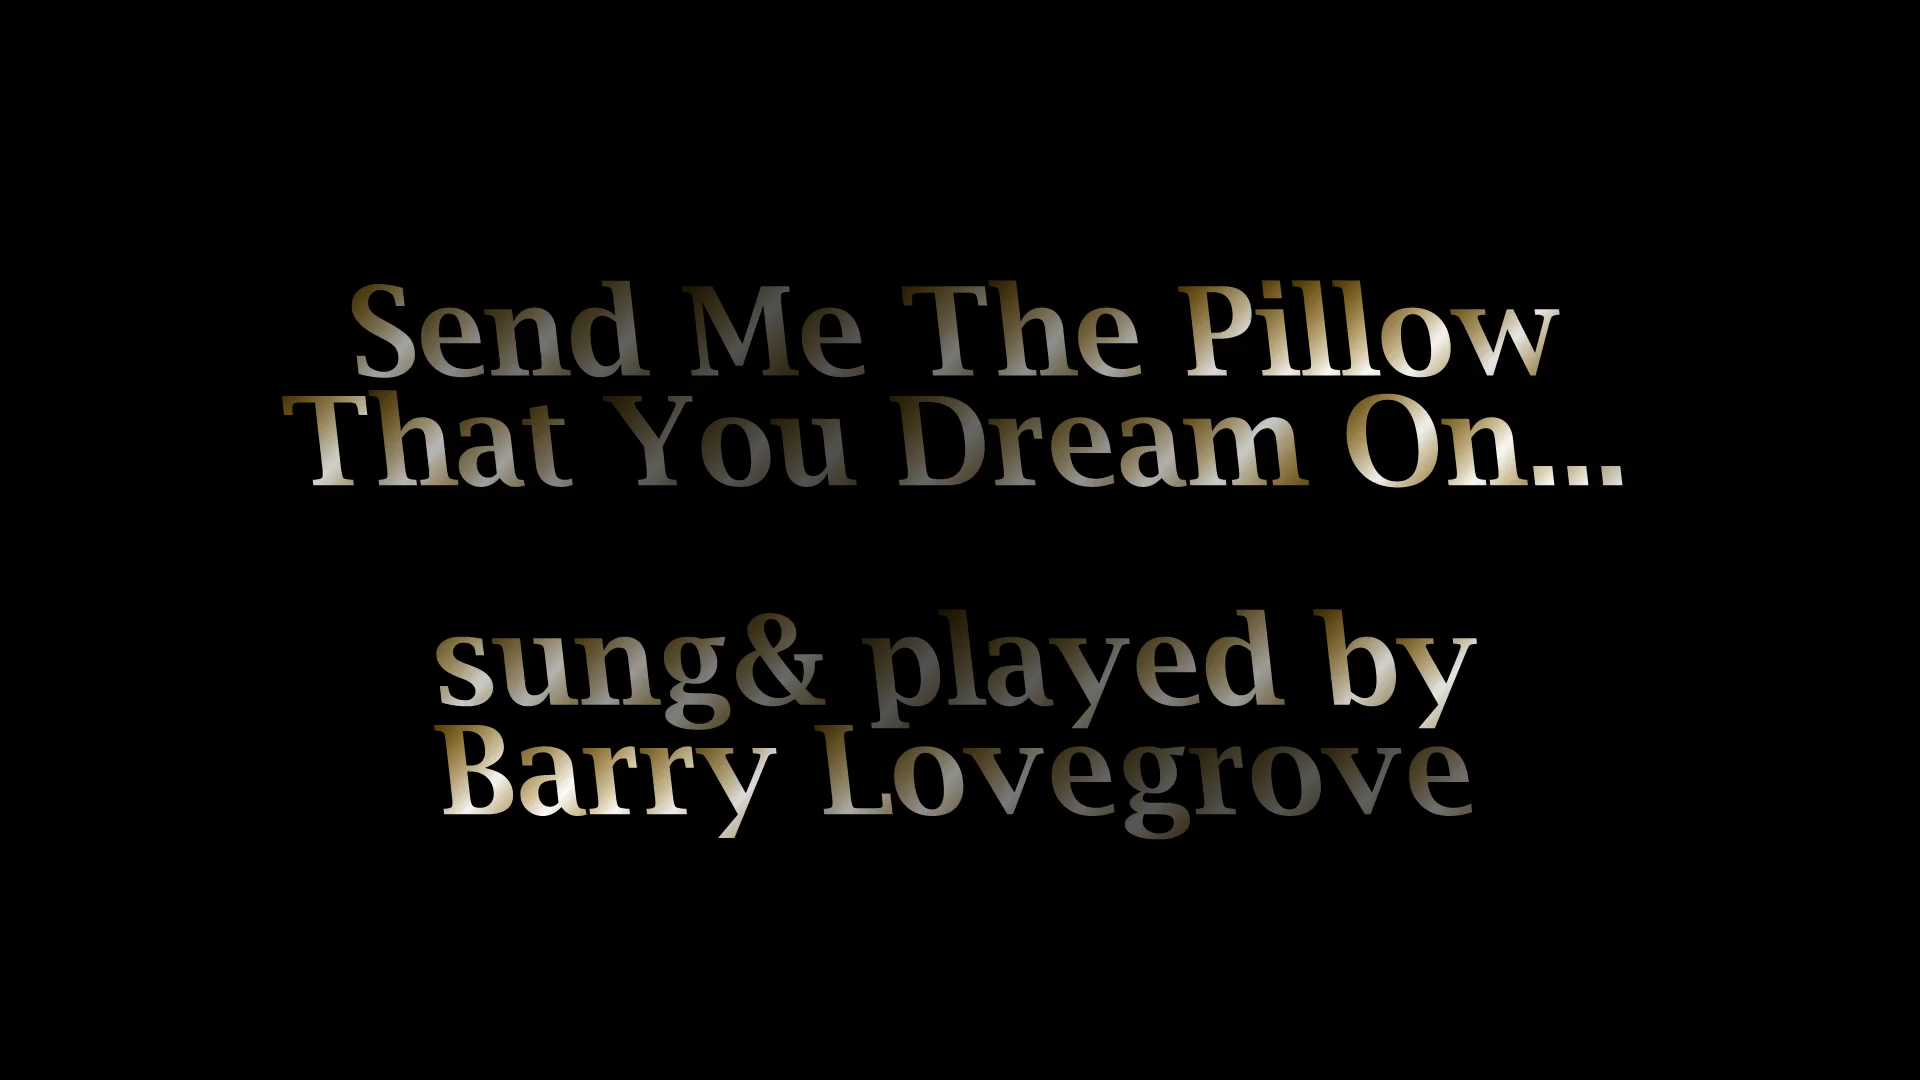 Send Me The Pillow
That You Dream On...
sung& played by
Barry Lovegrove